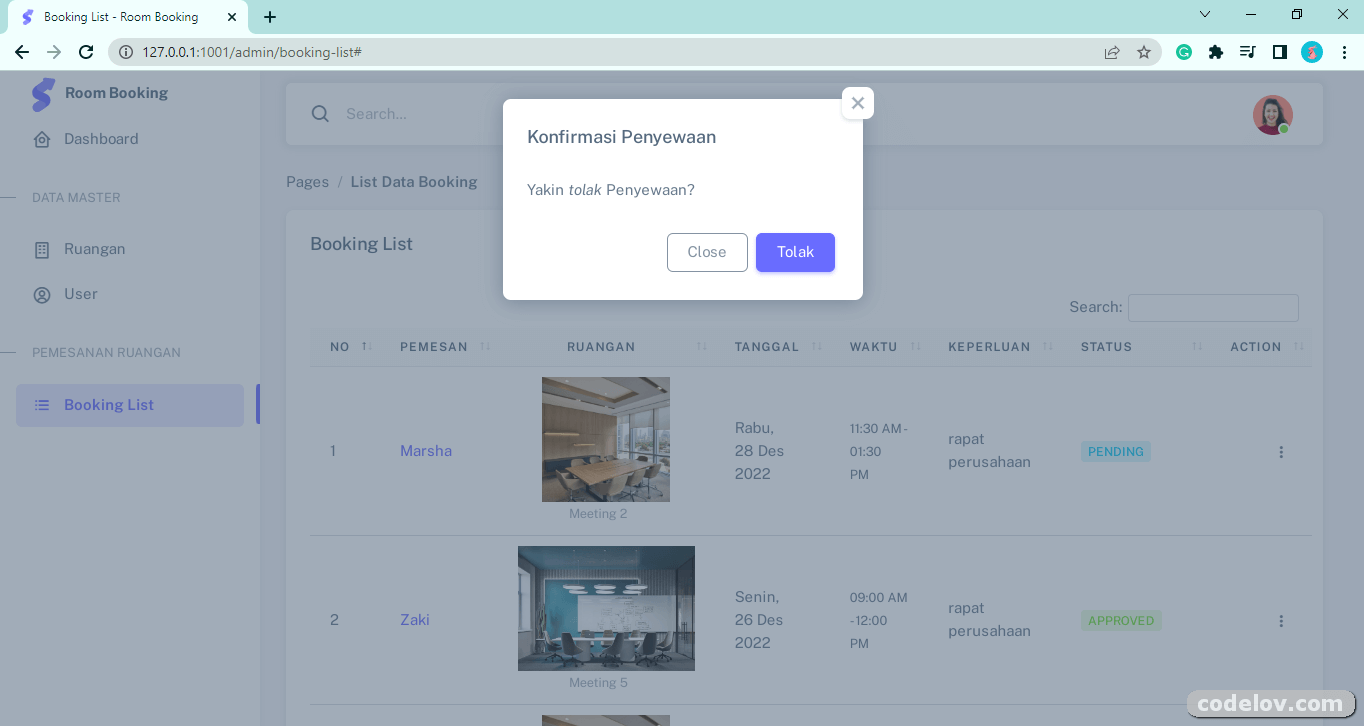 Booking List - Room Booking
127.0.0.1:1001/admin/booking-list#
Room Booking
Search...
Dashboard
Konfirmasi Penyewaan
Pages / List Data Booking
Yakin tolak Penyewaan?
DATA MASTER
Close
Tolak
Booking List
Ruangan
User
Search:
PEMESANAN RUANGAN
NO PEMESAN RUANGAN TANGGAL WAKTU KEPERLUAN STATUS ACTION
Booking List
1
Marsha
Meeting 2
Rabu,
28 Des
2022
11:30 AM -
01:30
PM
rapat
perusahaan
PENDING
2
Zaki
Meeting 5
Senin,
26 Des
2022
09:00 AM
- 12:00
PM
rapat
perusahaan
APPROVED
codelov.com